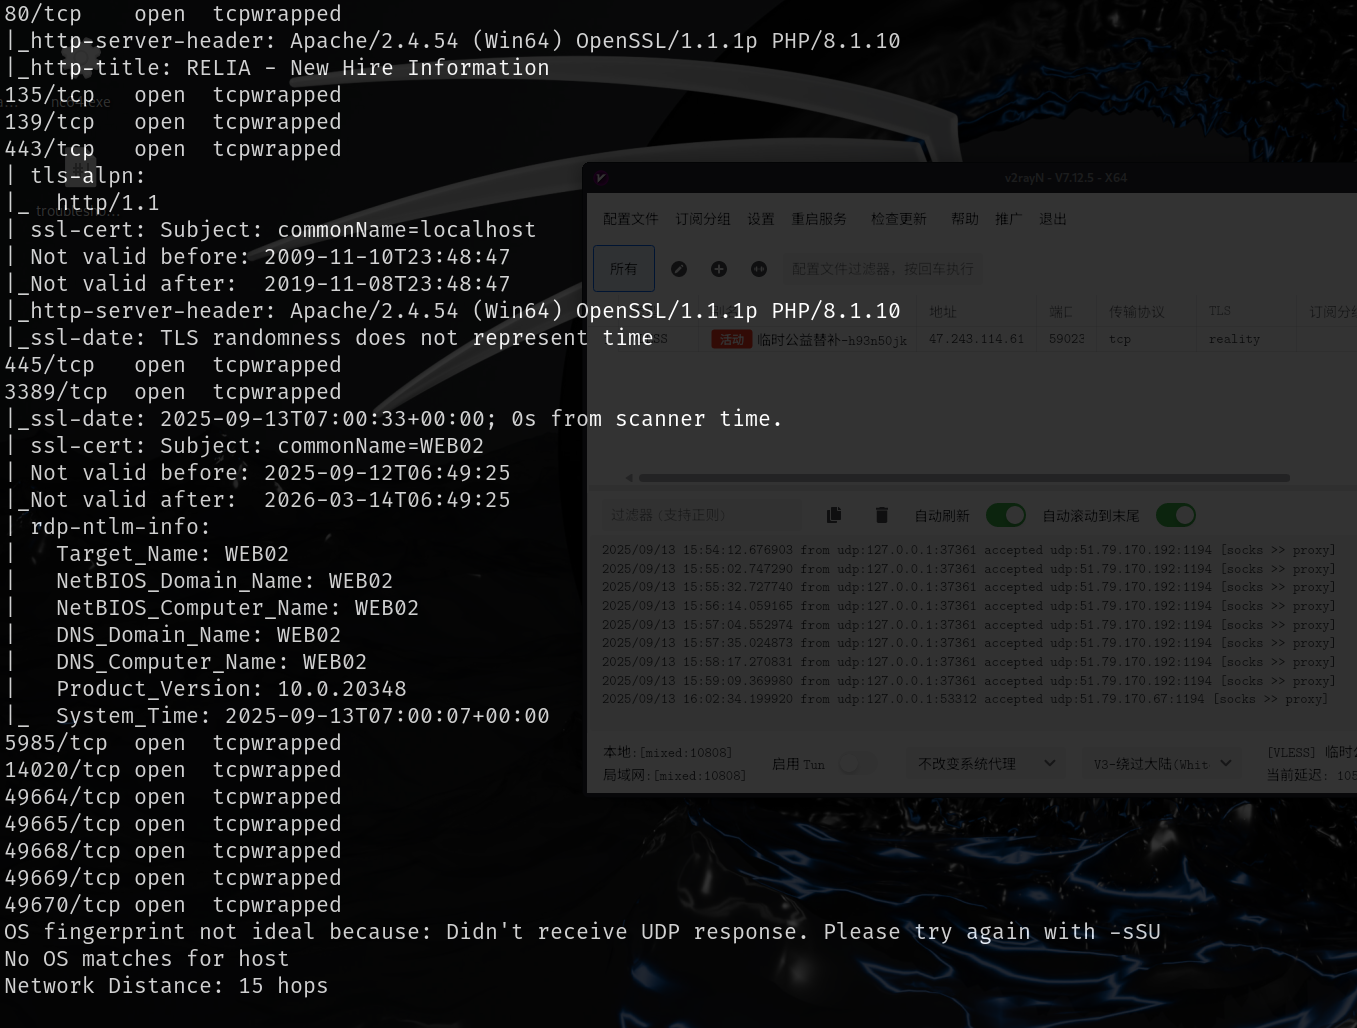 80/tcp    open  tcpwrapped
|_http-server-header: Apache/2.4.54 (Win64) OpenSSL/1.1.1p PHP/8.1.10
|_http-title: RELIA - New Hire Information
135/tcp   open  tcpwrapped
139/tcp   open  tcpwrapped
443/tcp   open  tcpwrapped
| tls-alpn:
|_  http/1.1
| ssl-cert: Subject: commonName=localhost
| Not valid before: 2009-11-10T23:48:47
|_Not valid after:  2019-11-08T23:48:47
|_http-server-header: Apache/2.4.54 (Win64) OpenSSL/1.1.1p PHP/8.1.10
|_ssl-date: TLS randomness does not represent time
445/tcp   open  tcpwrapped
3389/tcp  open  tcpwrapped
|_ssl-date: 2025-09-13T07:00:33+00:00; 0s from scanner time.
| ssl-cert: Subject: commonName=WEB02
| Not valid before: 2025-09-12T06:49:25
|_Not valid after:  2026-03-14T06:49:25
| rdp-ntlm-info:
|   Target_Name: WEB02
|   NetBIOS_Domain_Name: WEB02
|   NetBIOS_Computer_Name: WEB02
|   DNS_Domain_Name: WEB02
|   DNS_Computer_Name: WEB02
|   Product_Version: 10.0.20348
|_  System_Time: 2025-09-13T07:00:07+00:00
5985/tcp  open  tcpwrapped
14020/tcp open  tcpwrapped
49664/tcp open  tcpwrapped
49665/tcp open  tcpwrapped
49668/tcp open  tcpwrapped
49669/tcp open  tcpwrapped
49670/tcp open  tcpwrapped
OS fingerprint not ideal because: Didn't receive UDP response. Please try again with -sSU
No OS matches for host
Network Distance: 15 hops
v2rayN - V7.12.5 - X64
配置文件 订阅分组 设置 重启服务 检查更新 帮助 推广 退出
所有 配置文件过滤器，按回车执行
地址 端口 传输协议 TLS 订阅分组
活动 临时公益替补-h93n50jk 47.243.114.61 59023 tcp reality
过滤器 (支持正则) 自动刷新 自动滚动到末尾
2025/09/13 15:54:12.676903 from udp:127.0.0.1:37361 accepted udp:51.79.170.192:1194 [socks >> proxy]
2025/09/13 15:55:02.747290 from udp:127.0.0.1:37361 accepted udp:51.79.170.192:1194 [socks >> proxy]
2025/09/13 15:55:32.727740 from udp:127.0.0.1:37361 accepted udp:51.79.170.192:1194 [socks >> proxy]
2025/09/13 15:56:14.059165 from udp:127.0.0.1:37361 accepted udp:51.79.170.192:1194 [socks >> proxy]
2025/09/13 15:57:04.552974 from udp:127.0.0.1:37361 accepted udp:51.79.170.192:1194 [socks >> proxy]
2025/09/13 15:57:35.024873 from udp:127.0.0.1:37361 accepted udp:51.79.170.192:1194 [socks >> proxy]
2025/09/13 15:58:17.270831 from udp:127.0.0.1:37361 accepted udp:51.79.170.192:1194 [socks >> proxy]
2025/09/13 15:59:09.369980 from udp:127.0.0.1:37361 accepted udp:51.79.170.192:1194 [socks >> proxy]
2025/09/13 16:02:34.199920 from udp:127.0.0.1:53312 accepted udp:51.79.170.67:1194 [socks >> proxy]
本地:[mixed:10808]
局域网:[mixed:10808]
启用 Tun 不改变系统代理 V3-绕过大陆(Whit
[VLESS] 临时公
当前延迟: 105